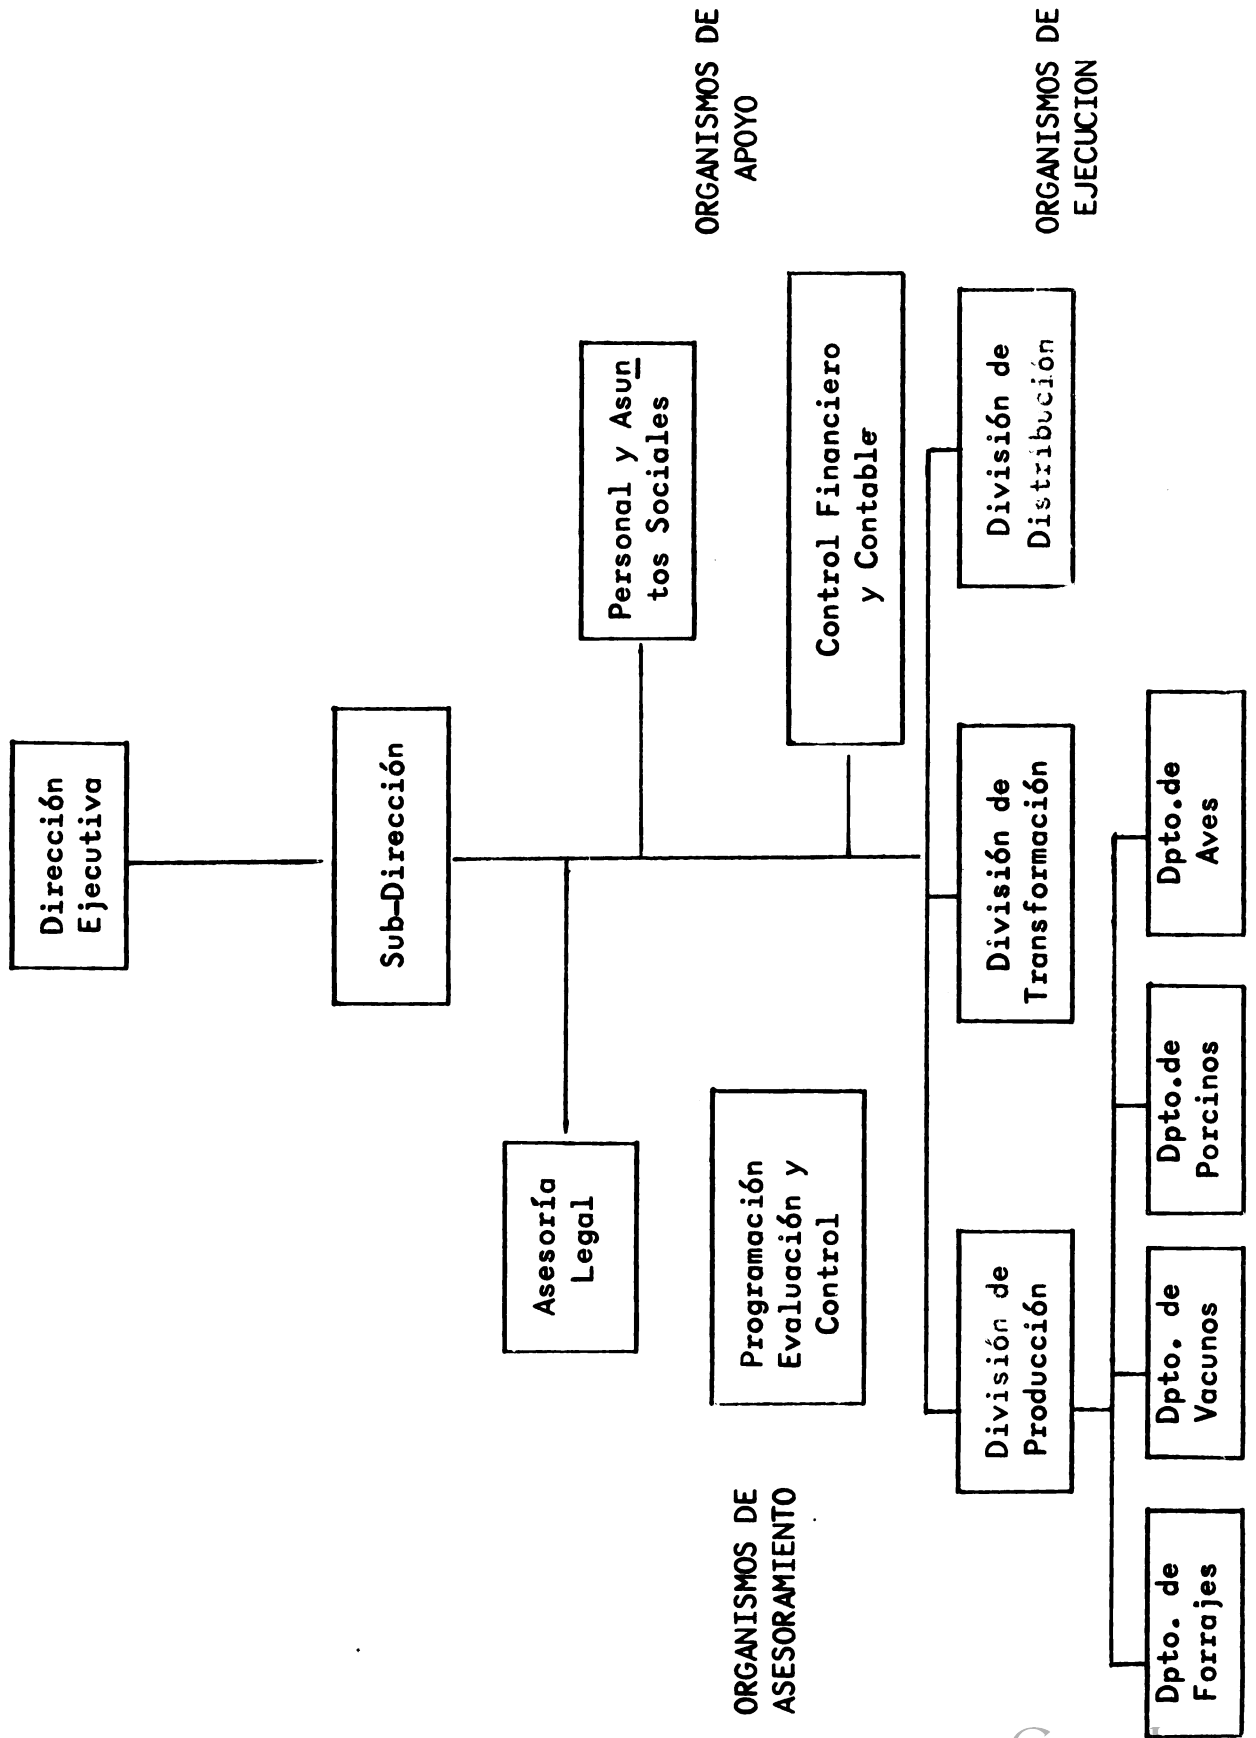 Dirección
Ejecutiva
Sub-Dirección
Asesoría
Legal
Personal y Asun
tos Sociales
ORGANISMOS DE
APOYO
ORGANISMOS DE
ASESORAMIENTO
Programación
Evaluación y
Control
Control Financiero
y Contable
ORGANISMOS DE
EJECUCION
División de
Producción
División de
Transformación
División de
Distribución
Dpto. de
Forrajes
Dpto. de
Vacunos
Dpto.de
Porcinos
Dpto.de
Aves